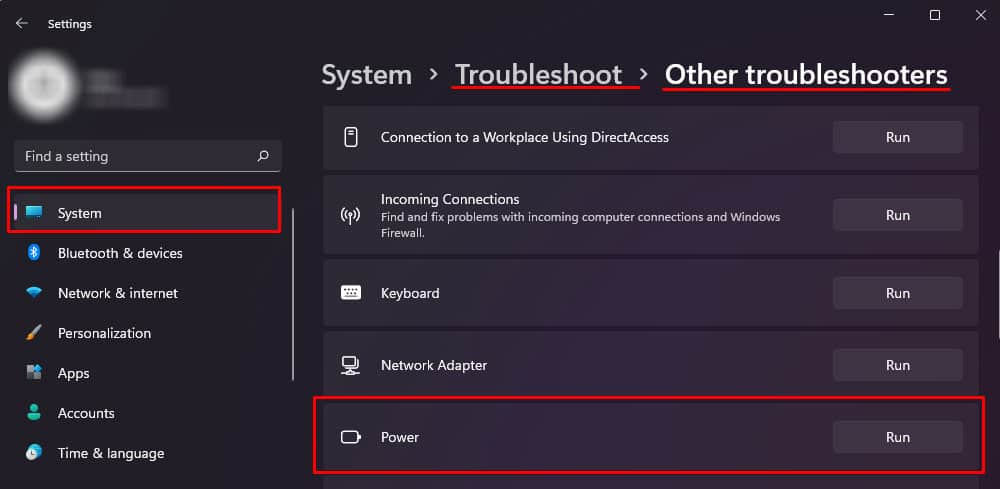 Settings
System › Troubleshoot › Other troubleshooters
Find a setting
System
Bluetooth & devices
Network & internet
Personalization
Apps
Accounts
Time & language
Connection to a Workplace Using DirectAccess
Run
Incoming Connections
Find and fix problems with incoming computer connections and Windows
Firewall.
Run
Keyboard
Run
Network Adapter
Run
Power
Run